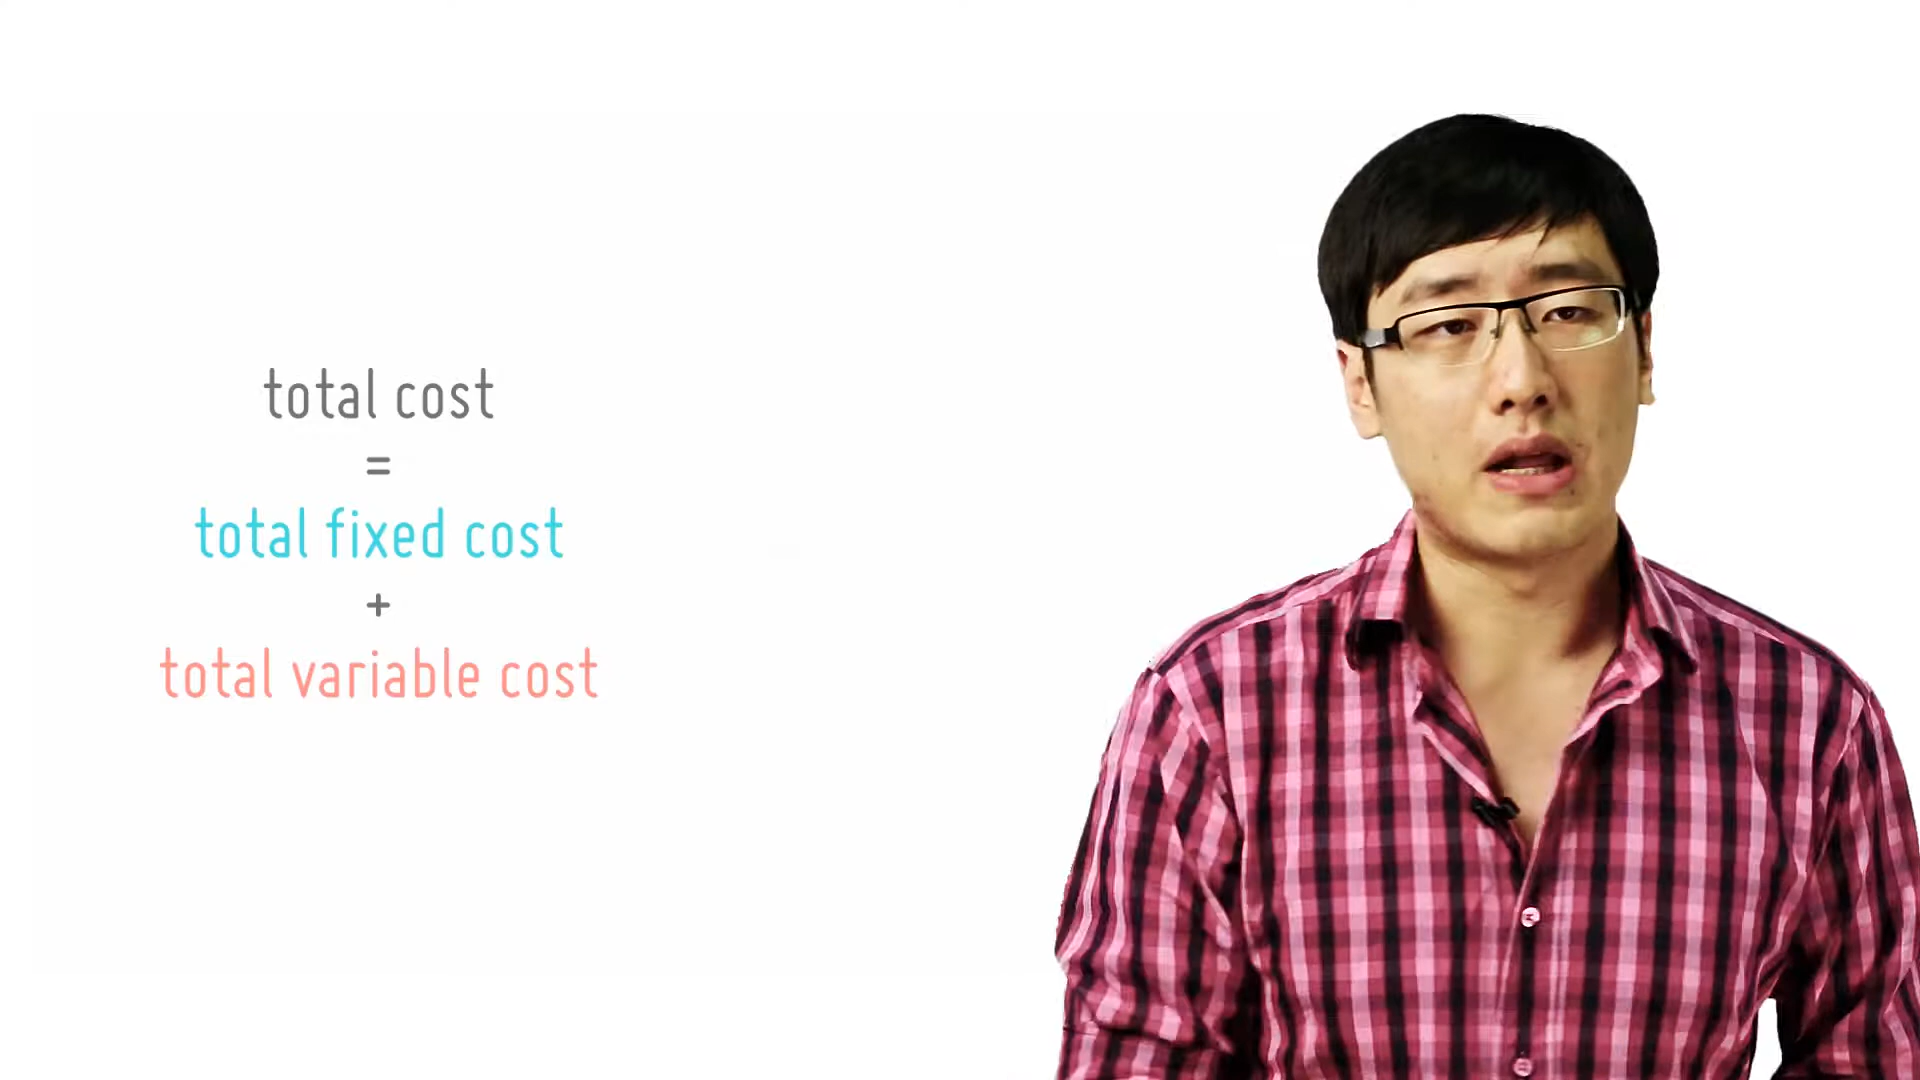 total cost
=
total fixed cost
+
total variable cost